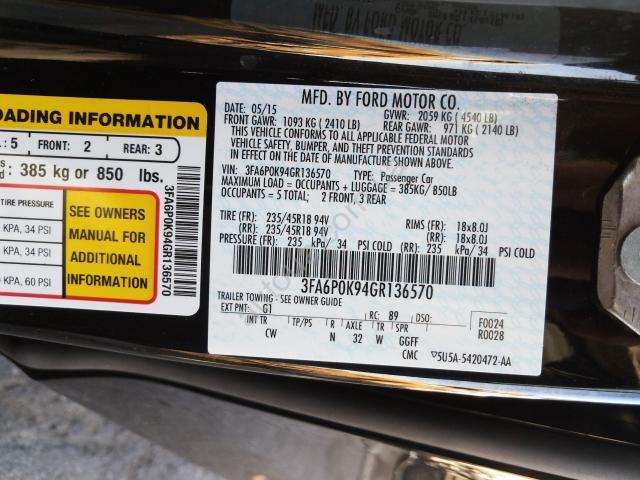 OADING INFORMATION
: 5 FRONT: 2 REAR: 3
385 kg or 850 lbs.
TIRE PRESSURE
KPA, 34 PSI
KPA, 34 PSI
KPA, 60 PSI
SEE OWNERS
MANUAL FOR
ADDITIONAL
INFORMATION
3FA6P0K94GR136570
MFD. BY FORD MOTOR CO.
DATE: 05/15 GVWR: 2059 KG ( 4540 LB)
FRONT GAWR: 1093 KG ( 2410 LB) REAR GAWR: 971 KG ( 2140 LB)
THIS VEHICLE CONFORMS TO ALL APPLICABLE FEDERAL MOTOR
VEHICLE SAFETY, BUMPER, AND THEFT PREVENTION STANDARDS
IN EFFECT ON THE DATE OF MANUFACTURE SHOWN ABOVE.
VIN: 3FA6P0K94GR136570 TYPE: Passenger Car
MAXIMUM LOAD = OCCUPANTS + LUGGAGE = 385KG/ 850LB
OCCUPANTS = 5 TOTAL; 2 FRONT, 3 REAR
TIRE (FR): 235/45R18 94V RIMS (FR): 18x8.0J
(RR): 235/45R18 94V (RR): 18x8.0J
PRESSURE (FR): 235 kPa/ 34 PSI COLD (RR): 235 kPa/ 34 PSI COLD
3FA6P0K94GR136570
TRAILER TOWING - SEE OWNER GUIDE
EXT PNT: G1 RC: 89 DSO: F0024
INT TR TP/PS R AXLE TR SPR R0028
CW N 32 W GGFF
CMC 5U5A-5420472-AA